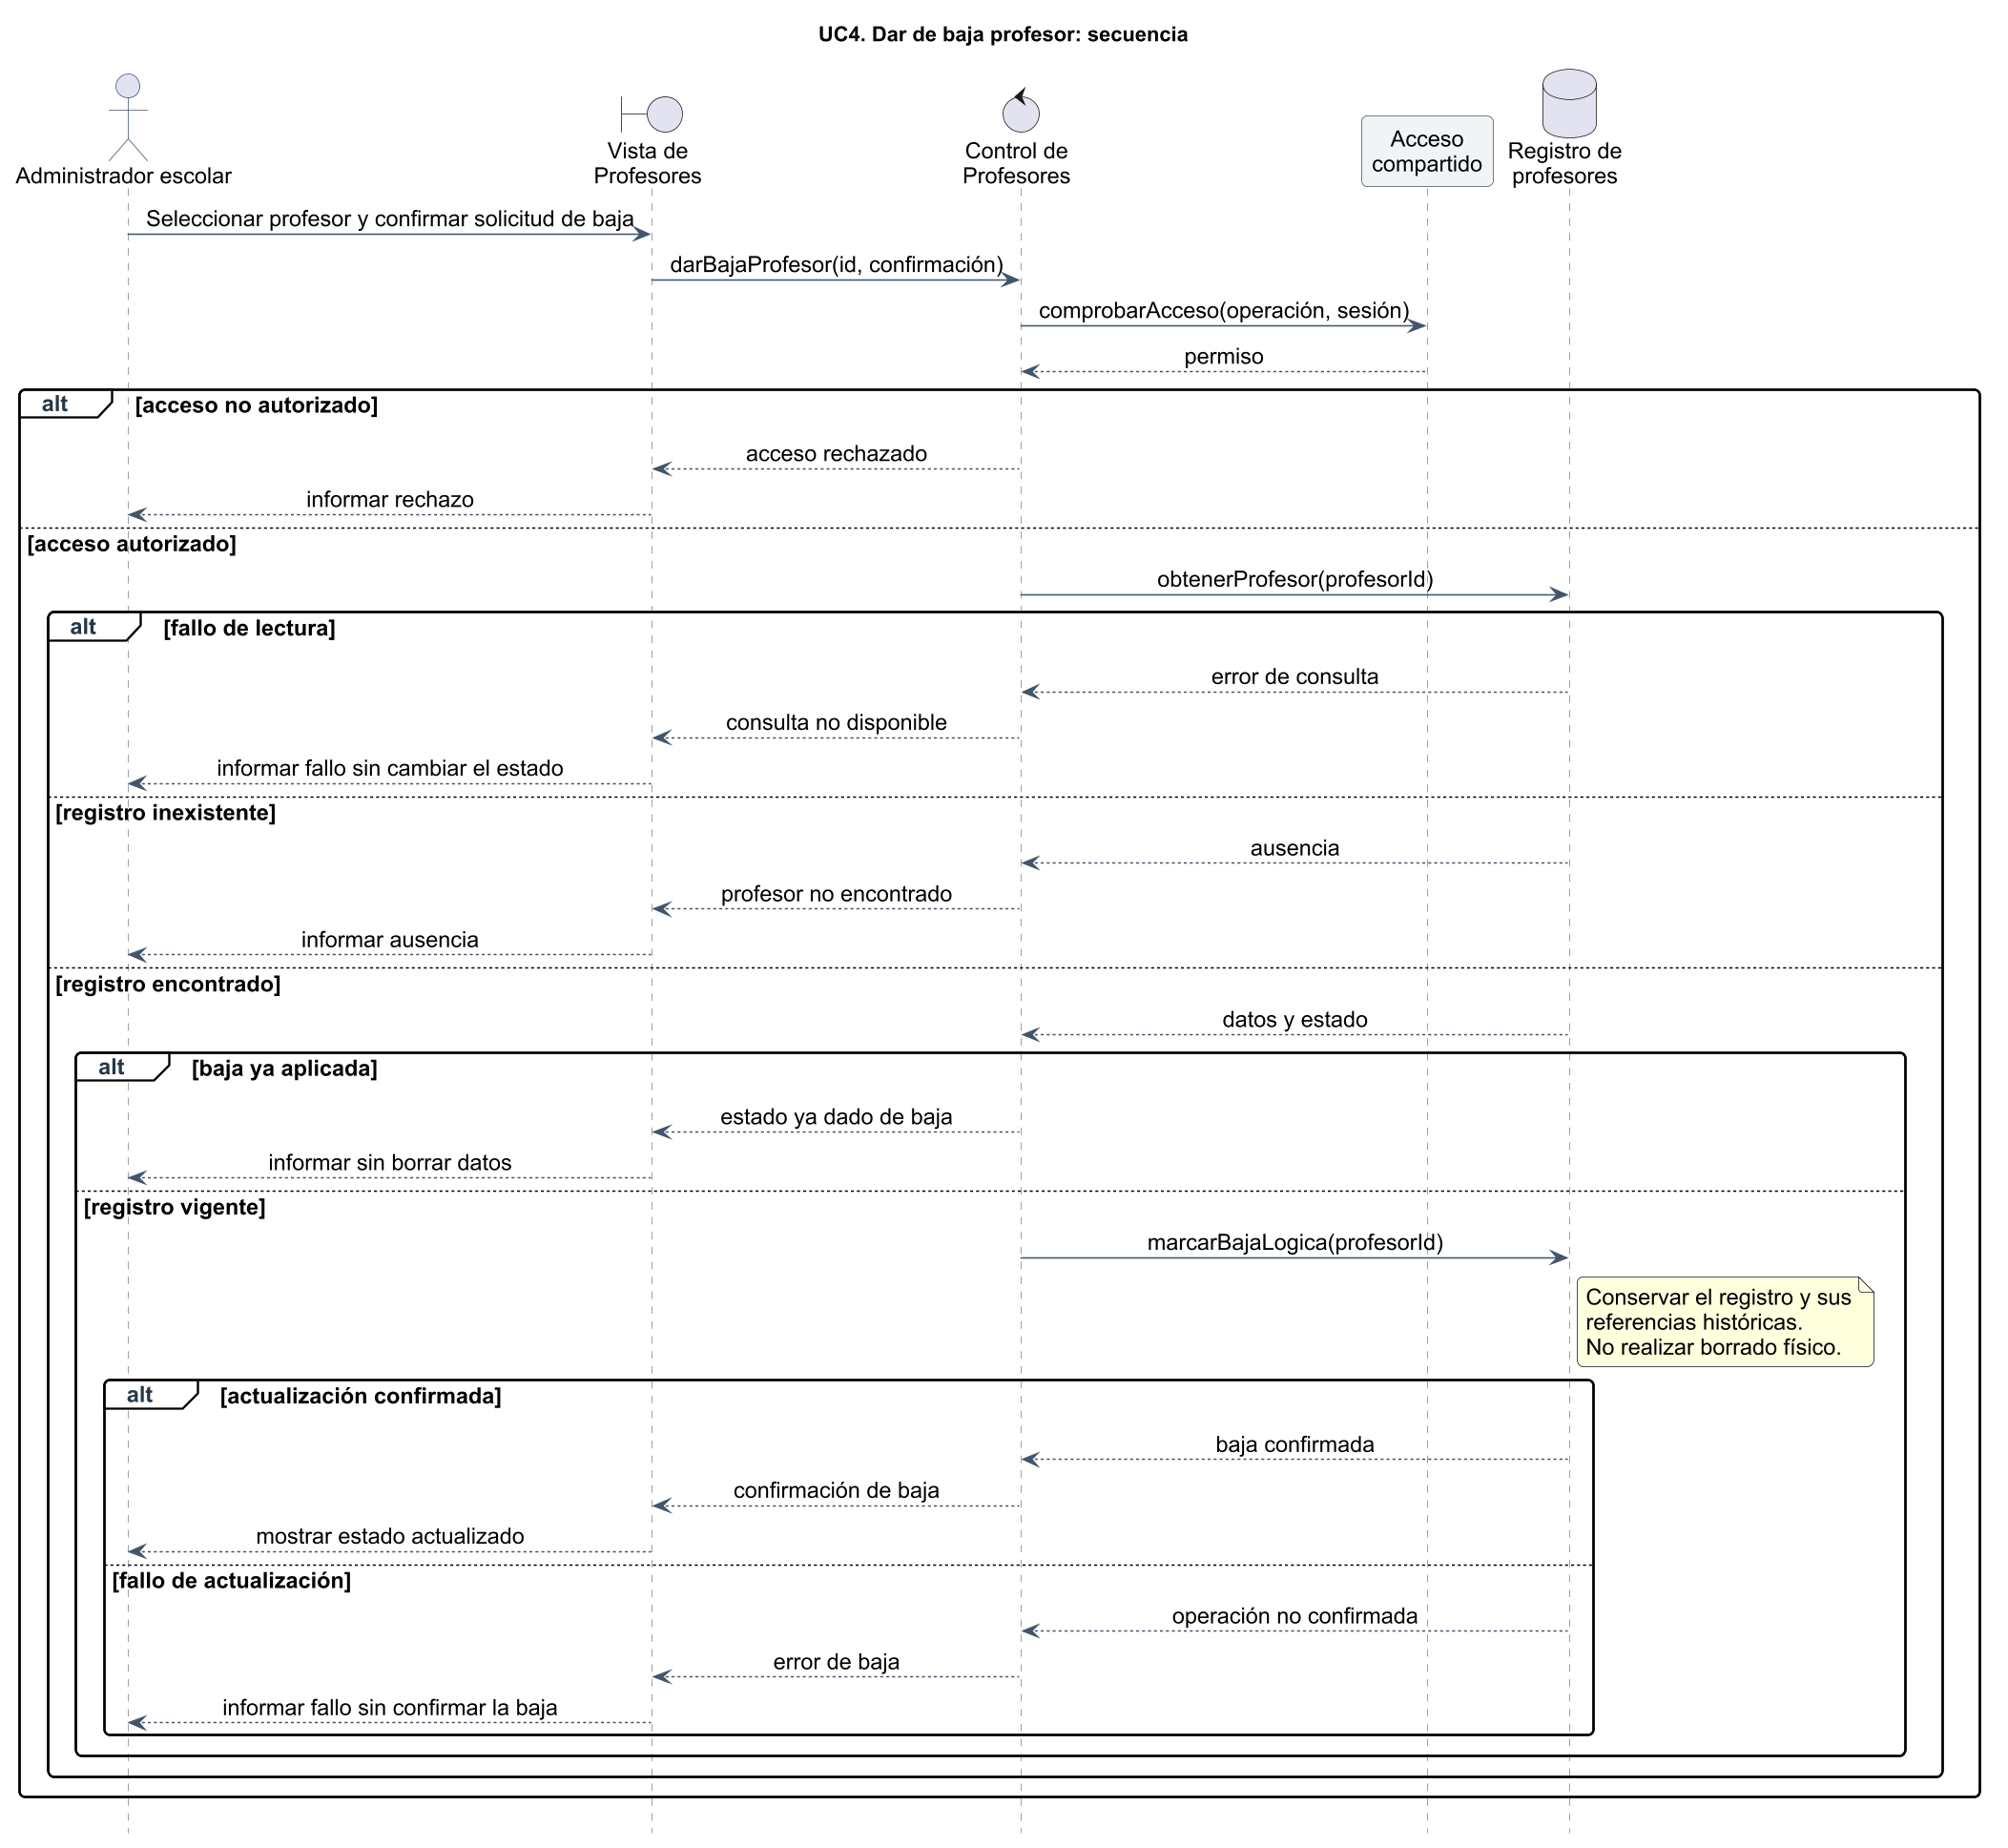 UC4. Dar de baja profesor: secuencia
Administrador escolar
Vista de
Profesores
Control de
Profesores
Acceso
compartido
Registro de
profesores
Seleccionar profesor y confirmar solicitud de baja
darBajaProfesor(id, confirmación)
comprobarAcceso(operación, sesión)
permiso
alt [acceso no autorizado]
acceso rechazado
informar rechazo
[acceso autorizado]
obtenerProfesor(profesorId)
alt [fallo de lectura]
error de consulta
consulta no disponible
informar fallo sin cambiar el estado
[registro inexistente]
ausencia
profesor no encontrado
informar ausencia
[registro encontrado]
datos y estado
alt [baja ya aplicada]
estado ya dado de baja
informar sin borrar datos
[registro vigente]
marcarBajaLogica(profesorId)
Conservar el registro y sus
referencias históricas.
No realizar borrado físico.
alt [actualización confirmada]
baja confirmada
confirmación de baja
mostrar estado actualizado
[fallo de actualización]
operación no confirmada
error de baja
informar fallo sin confirmar la baja